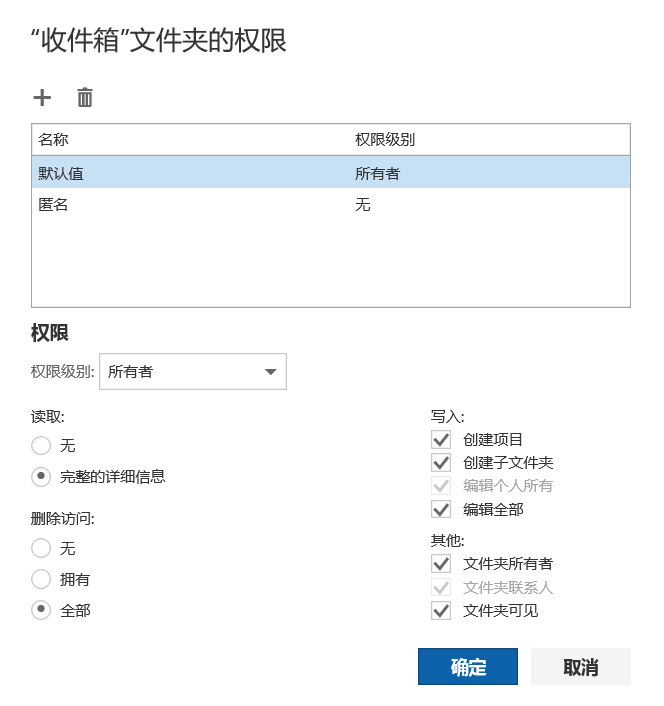 “收件箱”文件夹的权限
名称 权限级别
默认值 所有者
匿名 无
权限
权限级别: 所有者
读取:
无
完整的详细信息
删除访问:
无
拥有
全部
写入:
创建项目
创建子文件夹
编辑个人所有
编辑全部
其他:
文件夹所有者
文件夹联系人
文件夹可见
确定 取消